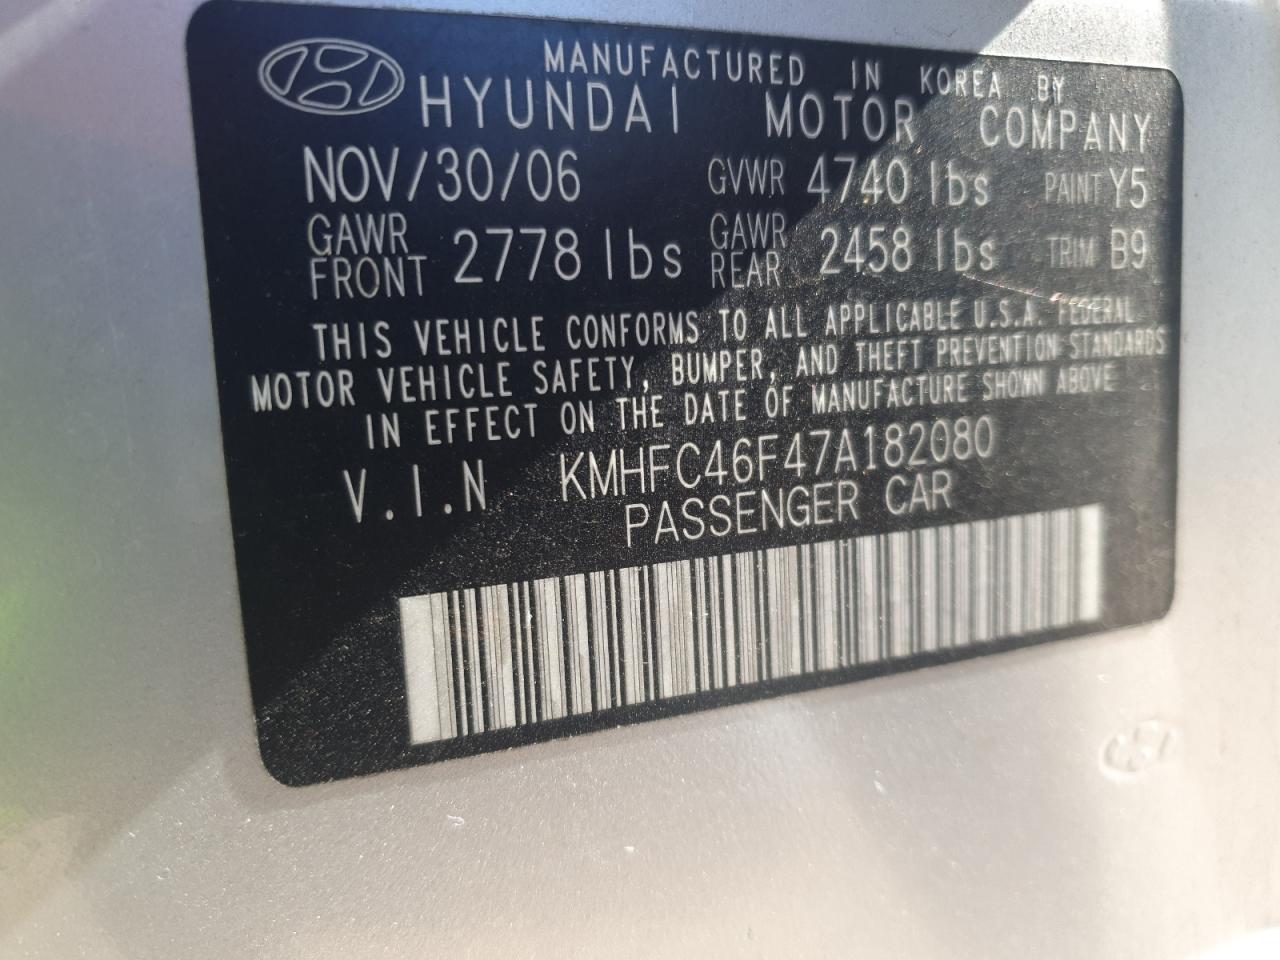 MANUFACTURED IN KOREA BY
HYUNDAI MOTOR COMPANY
NOV/30/06 GVWR 4740 lbs PAINT Y5
GAWR FRONT 2778 lbs GAWR REAR 2458 lbs TRIM B9
THIS VEHICLE CONFORMS TO ALL APPLICABLE U.S.A. FEDERAL
MOTOR VEHICLE SAFETY, BUMPER, AND THEFT PREVENTION STANDARDS
IN EFFECT ON THE DATE OF MANUFACTURE SHOWN ABOVE
V.I.N KMHFC46F47A182080
PASSENGER CAR